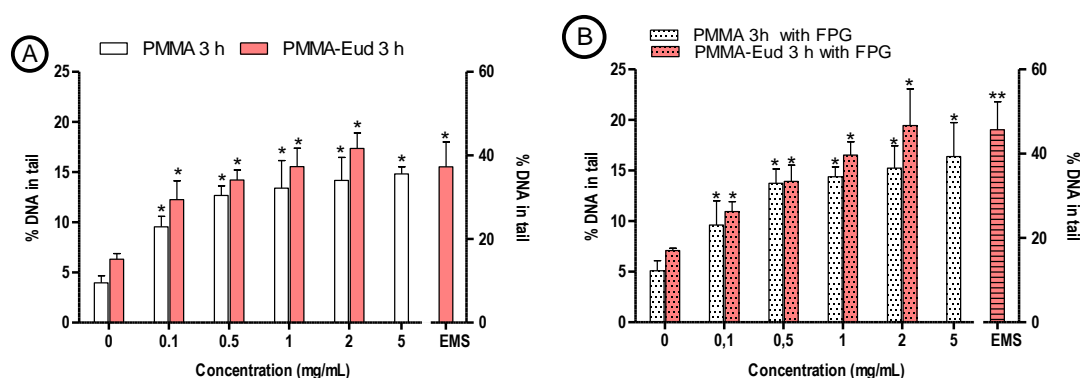 A
PMMA 3 h
PMMA-Eud 3 h
25
20
15
10
5
0
% DNA in tail
60
40
20
0
% DNA in tail
* * * * * * * * * *
0 0.1 0.5 1 2 5 EMS
Concentration (mg/mL)
B
PMMA 3h with FPG
PMMA-Eud 3 h with FPG
25
20
15
10
5
0
% DNA in tail
60
40
20
0
% DNA in tail
* * * * * * * * * **
0 0,1 0,5 1 2 5 EMS
Concentration (mg/mL)